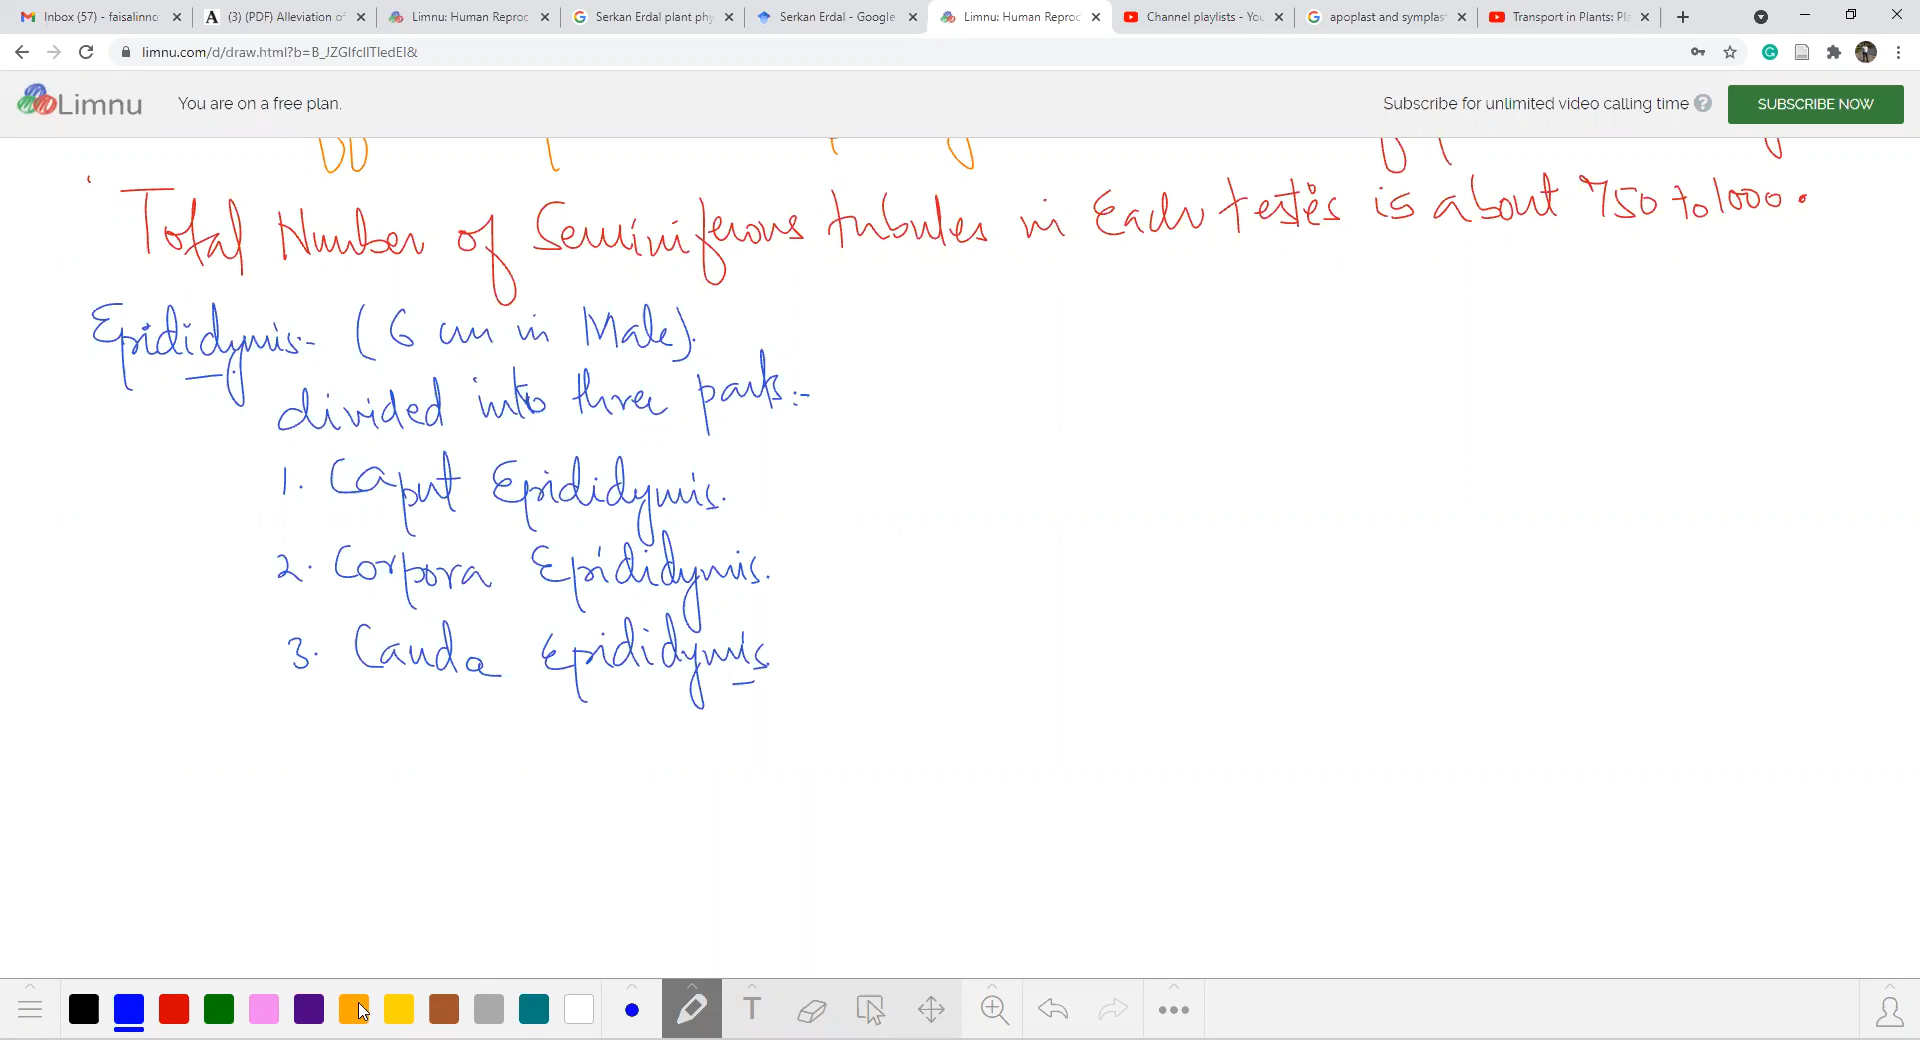 Inbox (57) - faisalinno
(3) (PDF) Alleviation of
Limnu: Human Reproc
Serkan Erdal plant phy
Serkan Erdal - Google
Limnu: Human Reproc
Channel playlists - You
apoplast and symplas
Transport in Plants: Pla
limnu.com/d/draw.html?b=B_JZGIfcIITledEI&
Limnu
You are on a free plan.
Subscribe for unlimited video calling time ?
SUBSCRIBE NOW
Total Number of Seminiferous tubules in Each testes is about 750 to 1000.
Epididymis:- (6 cm in Male).
divided into three parts:-
1. Caput Epididymis.
2. Corpora Epididymis.
3. Cauda Epididymis
T